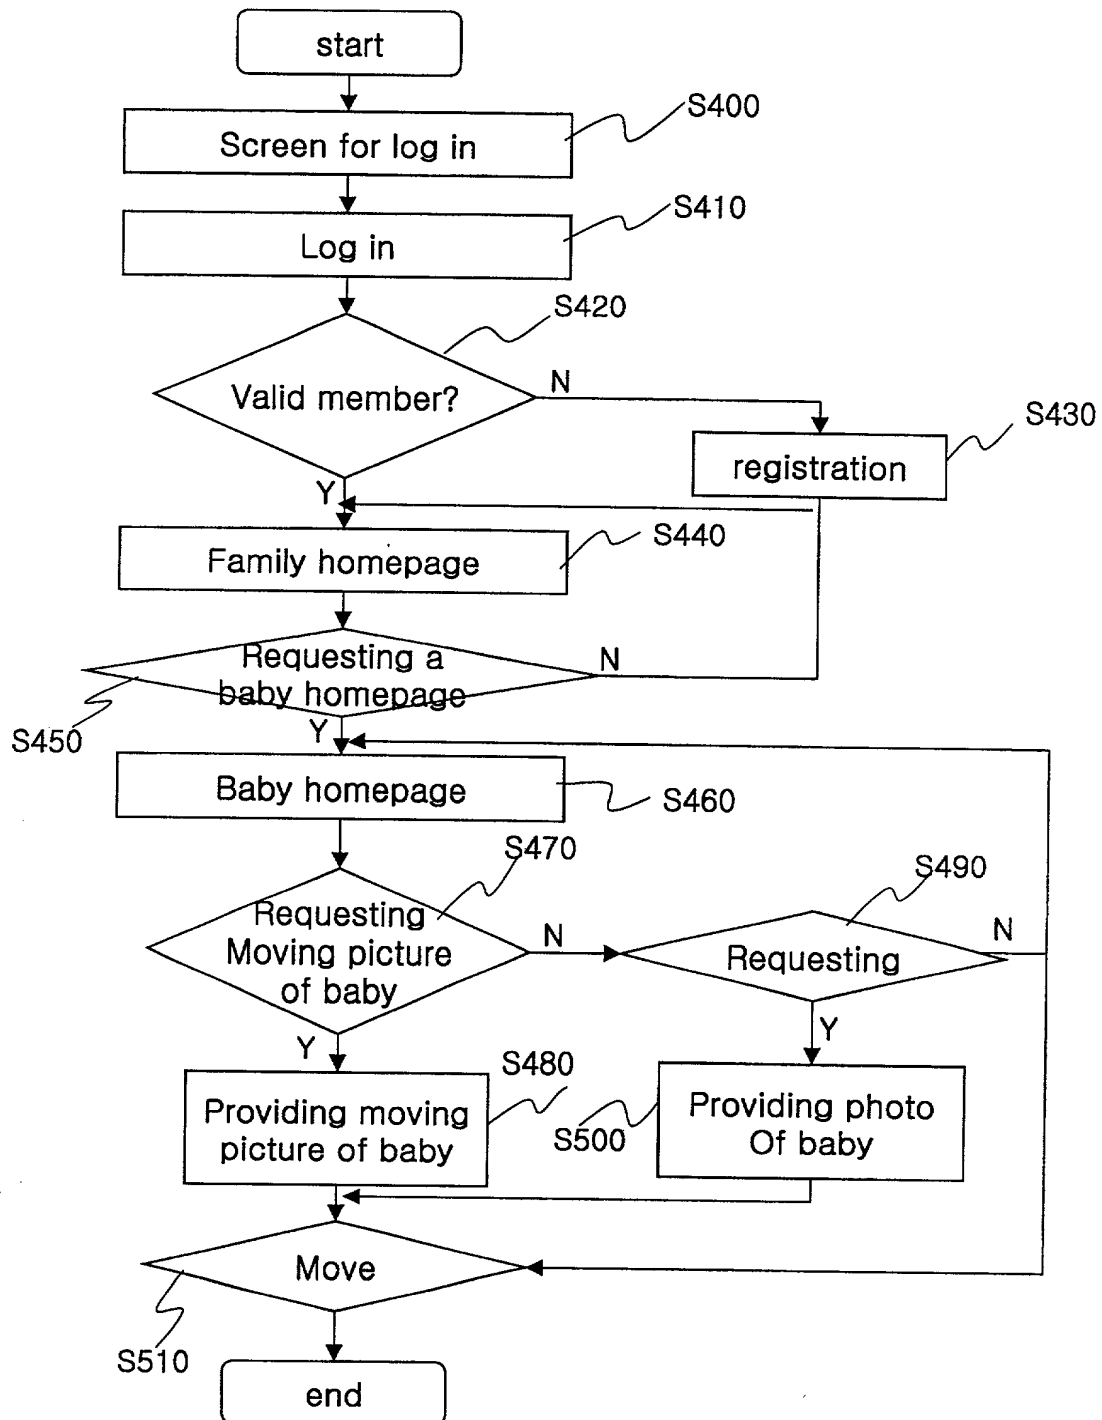 start
S400
Screen for log in
S410
Log in
S420
Valid member?
N
S430
registration
Y
S440
Family homepage
Requesting a
baby homepage
N
S450
Y
Baby homepage
S460
S470
S490
Requesting
Moving picture
of baby
N
Requesting
N
Y
Y
S480
Providing moving
picture of baby
S500
Providing photo
Of baby
Move
S510
end